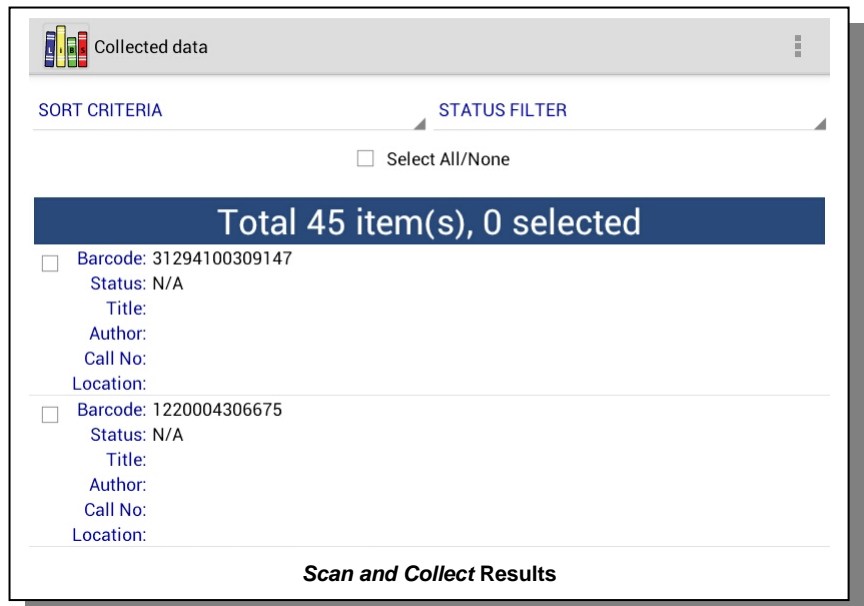 L I B S Collected data
SORT CRITERIA STATUS FILTER
Select All/None
Total 45 item(s), 0 selected
Barcode: 31294100309147
Status: N/A
Title:
Author:
Call No:
Location:
Barcode: 1220004306675
Status: N/A
Title:
Author:
Call No:
Location:
Scan and Collect Results